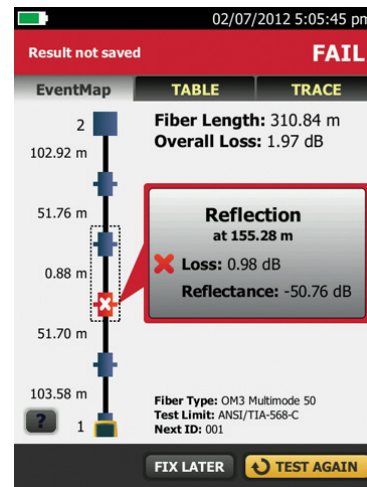 02/07/2012 5:05:45 pm
Result not saved
FAIL
EventMap
TABLE
TRACE
2
102.92 m
51.76 m
0.88 m
51.70 m
103.58 m
?
1
Fiber Length: 310.84 m
Overall Loss: 1.97 dB
Reflection
at 155.28 m
Loss: 0.98 dB
Reflectance: -50.76 dB
Fiber Type: OM3 Multimode 50
Test Limit: ANSI/TIA-568-C
Next ID: 001
FIX LATER
TEST AGAIN